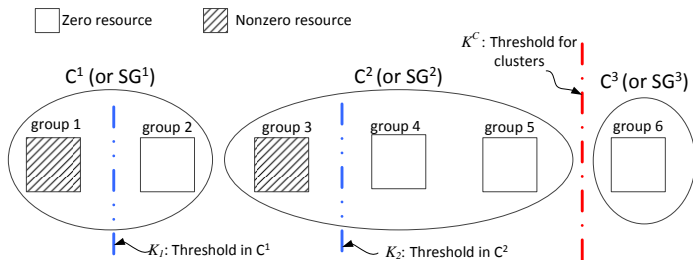 Zero resource
Nonzero resource
K^C: Threshold for
clusters
C^1 (or SG^1)
C^2 (or SG^2)
C^3 (or SG^3)
group 1
group 2
group 3
group 4
group 5
group 6
K_1: Threshold in C^1
K_2: Threshold in C^2